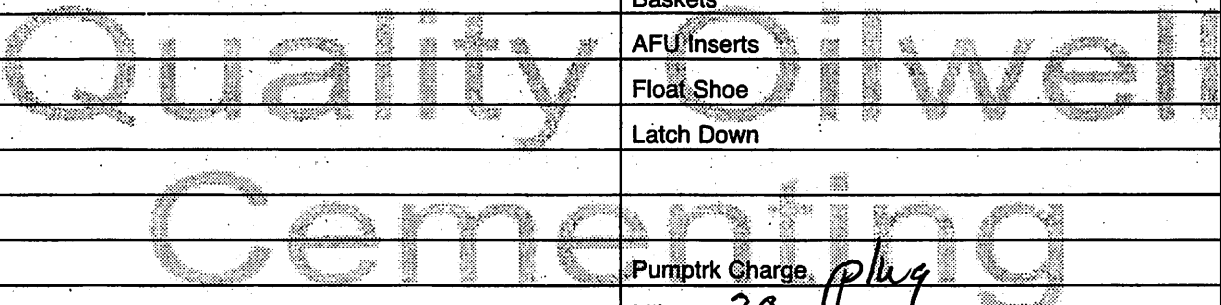 Baskets
Quality Oilwell
AFU Inserts
Float Shoe
Latch Down
Cementing
Pumptrk Charge plug